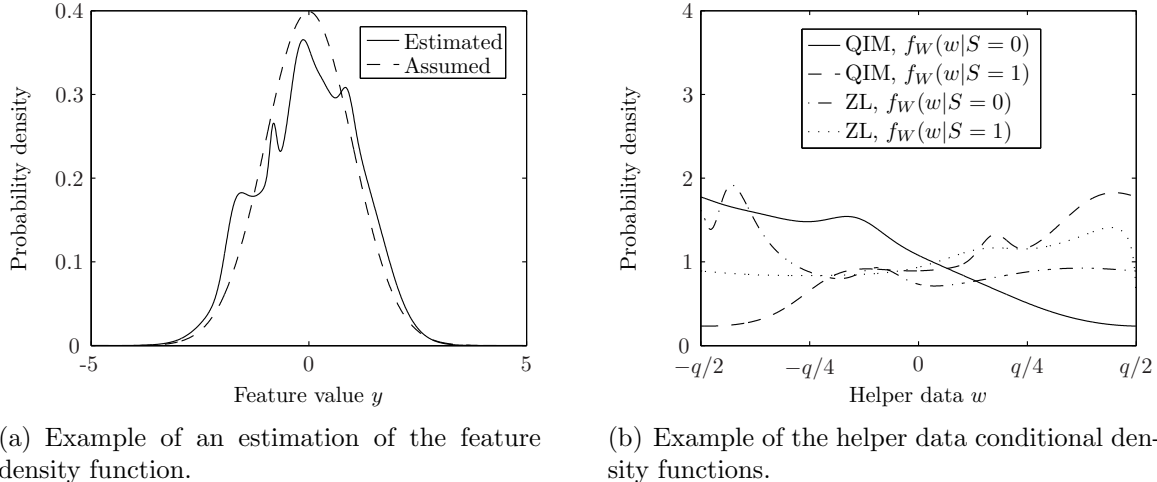 0.4
0.3
0.2
0.1
0
-5
0
5
Probability density
Feature value y
Estimated
Assumed
(a) Example of an estimation of the feature
density function.
4
3
2
1
0
−q/2
−q/4
0
q/4
q/2
Probability density
Helper data w
QIM, f_W(w|S = 0)
QIM, f_W(w|S = 1)
ZL, f_W(w|S = 0)
ZL, f_W(w|S = 1)
(b) Example of the helper data conditional den-
sity functions.